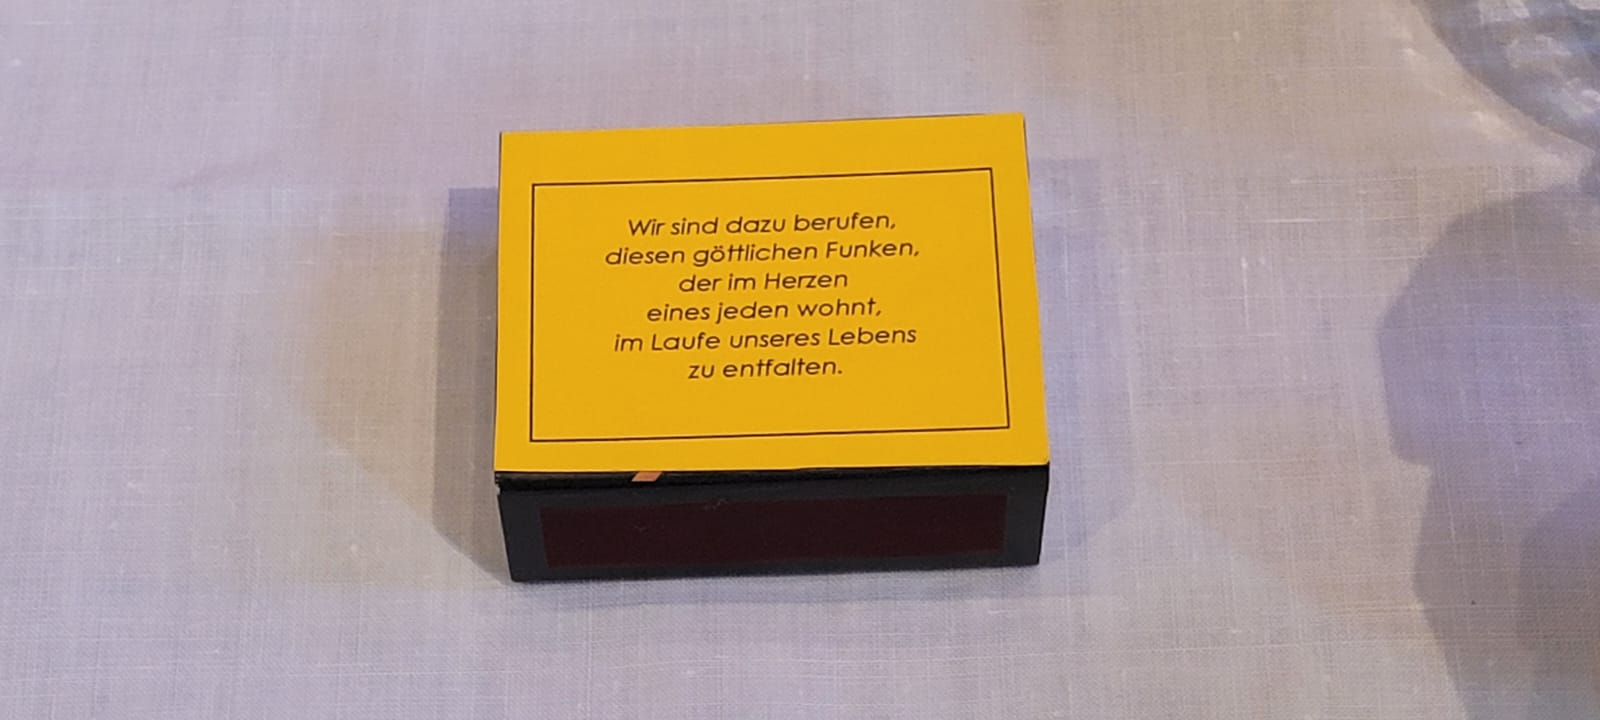 Wir sind dazu berufen,
diesen göttlichen Funken,
der im Herzen
eines jeden wohnt,
im Laufe unseres Lebens
zu entfalten.